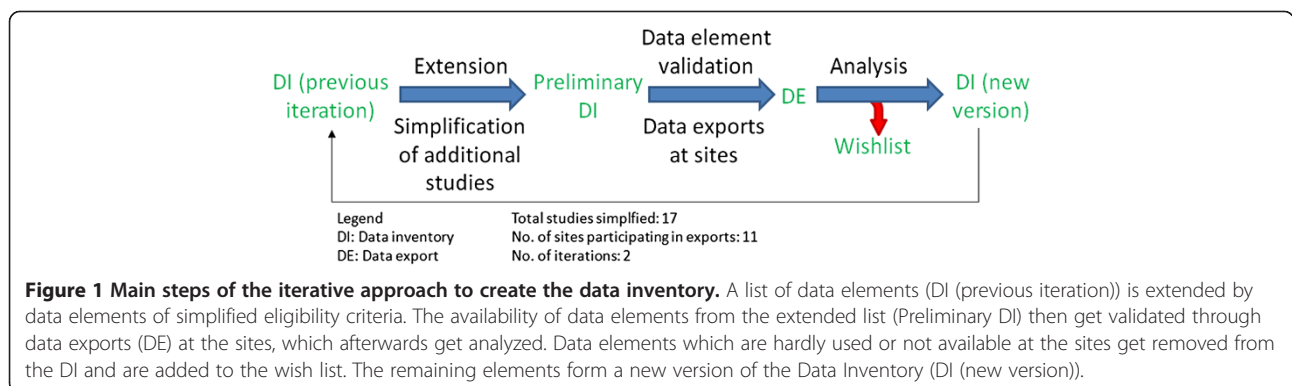 DI (previous
iteration)
Extension
Simplification
of additional
studies
Preliminary
DI
Data element
validation
Data exports
at sites
DE
Analysis
Wishlist
DI (new
version)
Legend
DI: Data inventory
DE: Data export
Total studies simplfied: 17
No. of sites participating in exports: 11
No. of iterations: 2
Figure 1 Main steps of the iterative approach to create the data inventory. A list of data elements (DI (previous iteration)) is extended by
data elements of simplified eligibility criteria. The availability of data elements from the extended list (Preliminary DI) then get validated through
data exports (DE) at the sites, which afterwards get analyzed. Data elements which are hardly used or not available at the sites get removed from
the DI and are added to the wish list. The remaining elements form a new version of the Data Inventory (DI (new version)).